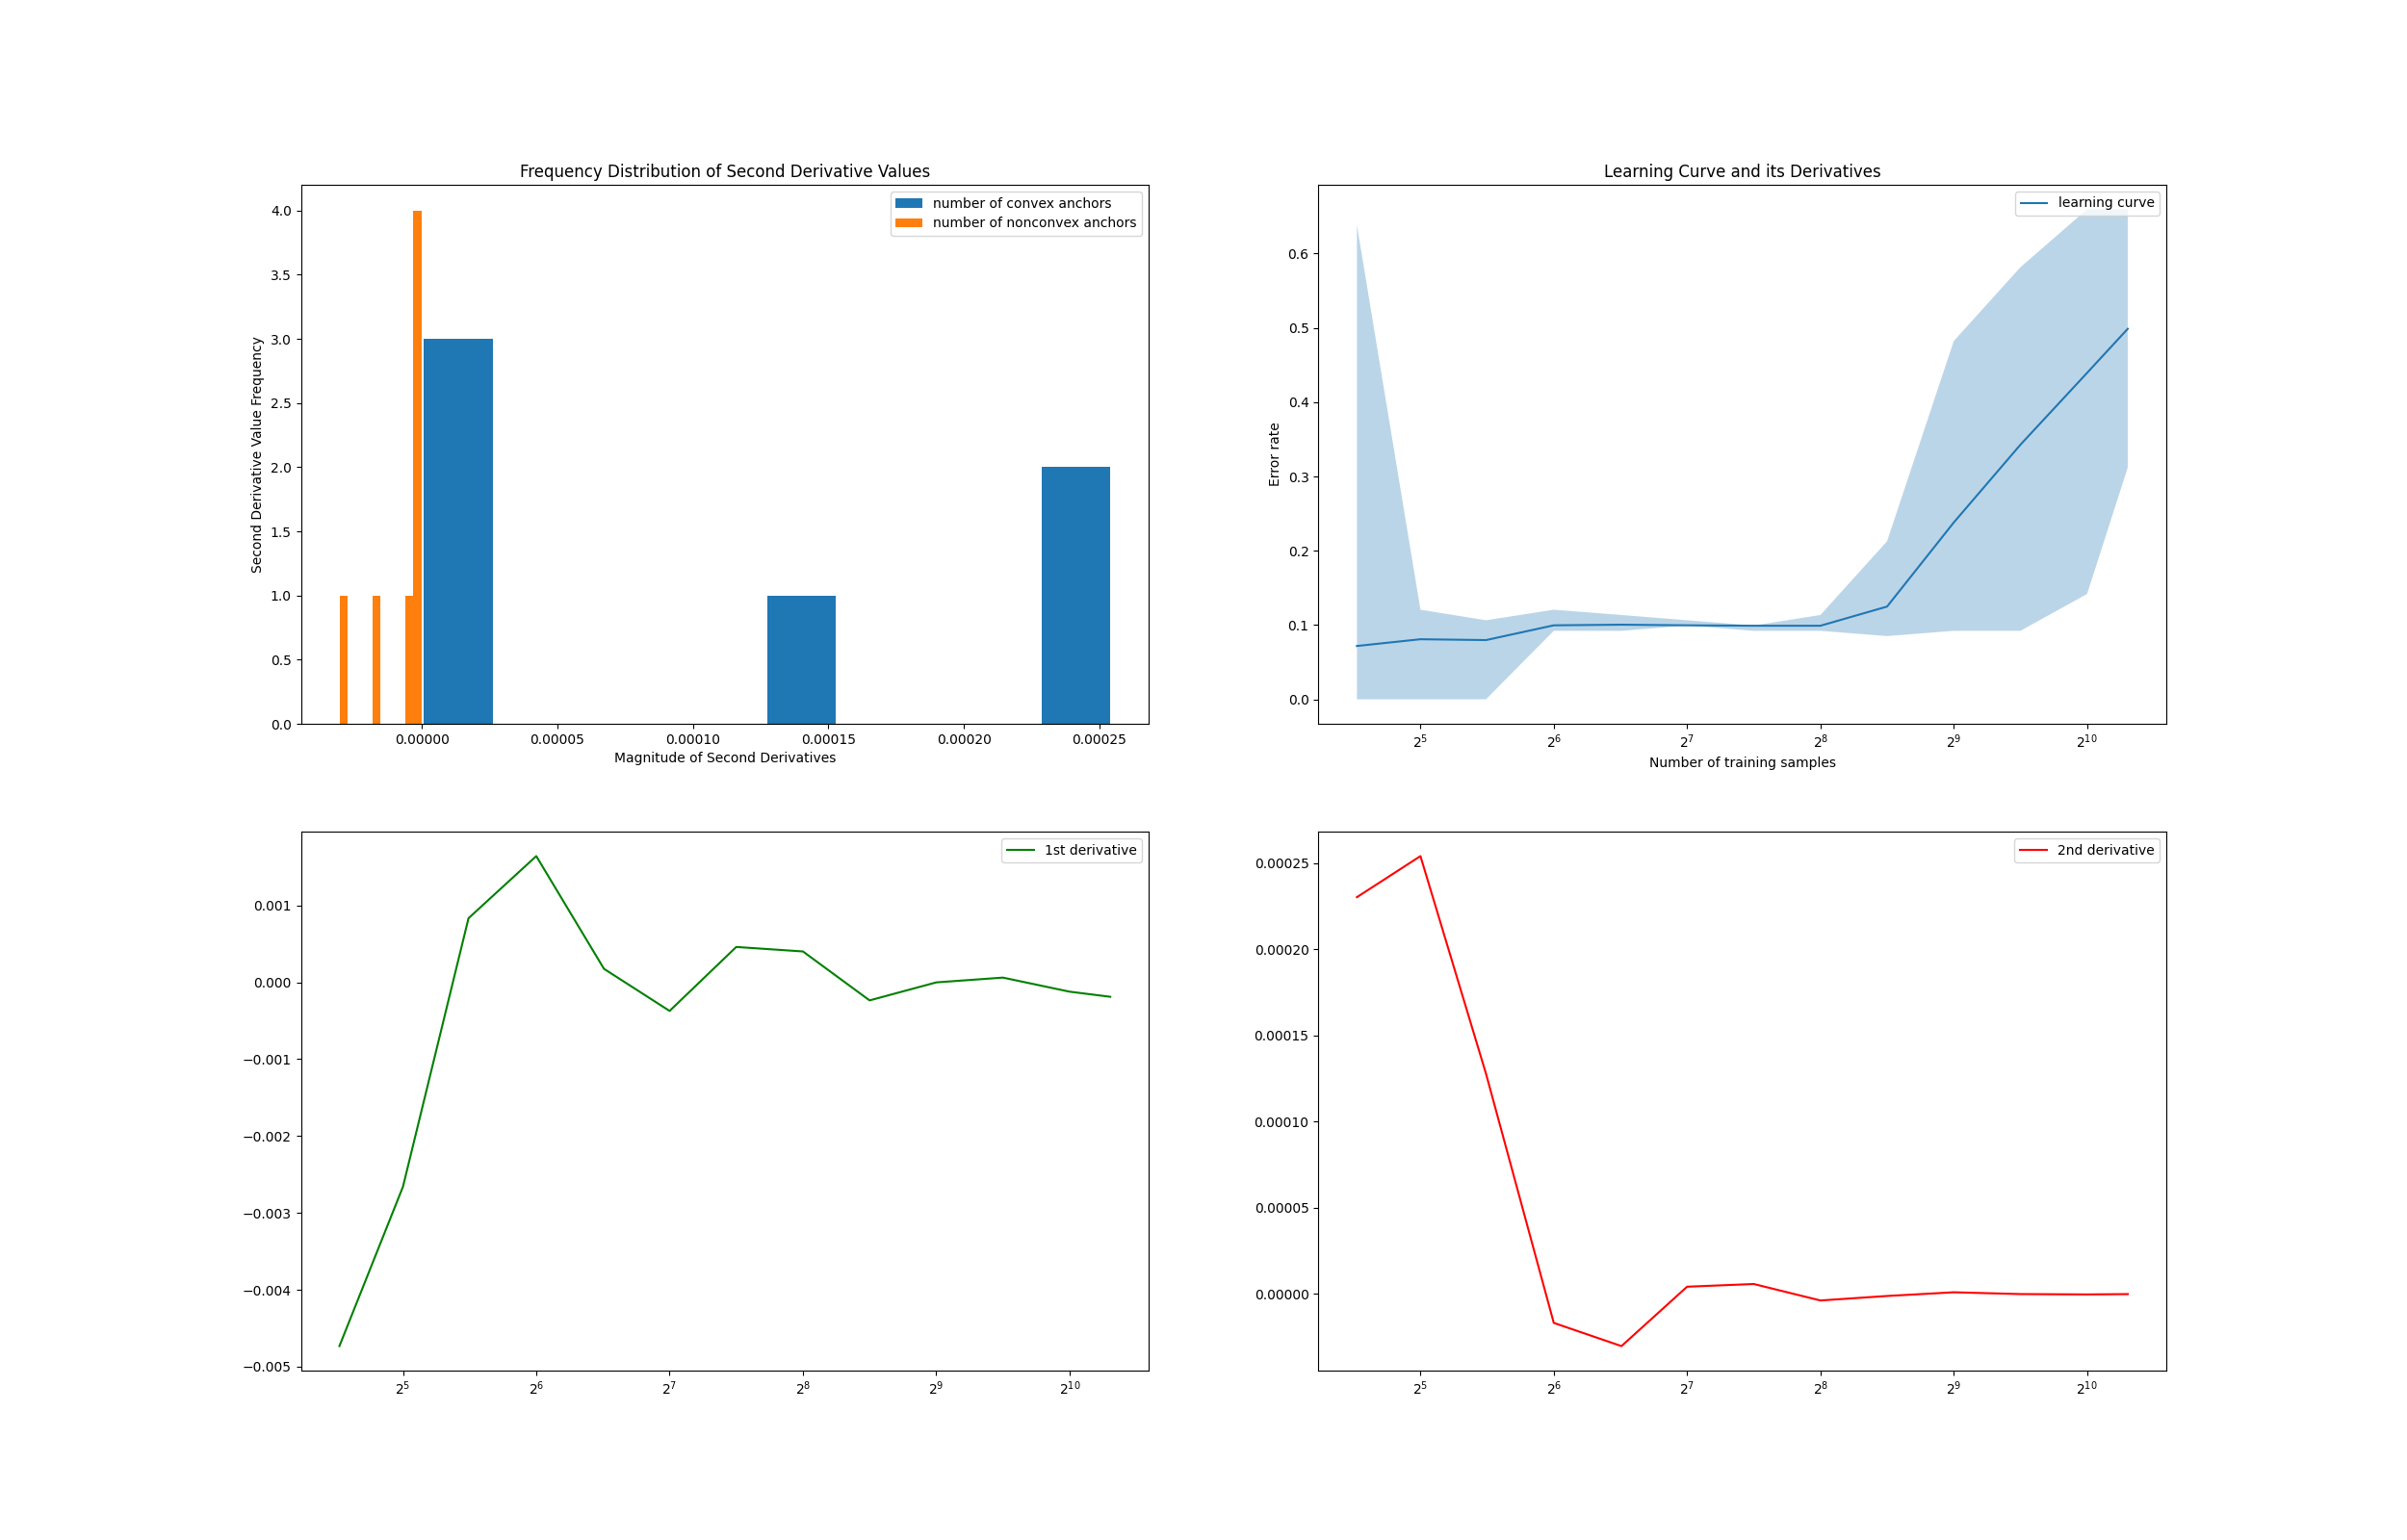 Frequency Distribution of Second Derivative Values
number of convex anchors
number of nonconvex anchors
4.0
3.5
3.0
2.5
2.0
1.5
1.0
0.5
0.0
Second Derivative Value Frequency
0.00000 0.00005 0.00010 0.00015 0.00020 0.00025
Magnitude of Second Derivatives
Learning Curve and its Derivatives
learning curve
0.6
0.5
0.4
0.3
0.2
0.1
0.0
Error rate
2^5 2^6 2^7 2^8 2^9 2^10
Number of training samples
1st derivative
0.001
0.000
−0.001
−0.002
−0.003
−0.004
−0.005
2^5 2^6 2^7 2^8 2^9 2^10
2nd derivative
0.00025
0.00020
0.00015
0.00010
0.00005
0.00000
2^5 2^6 2^7 2^8 2^9 2^10